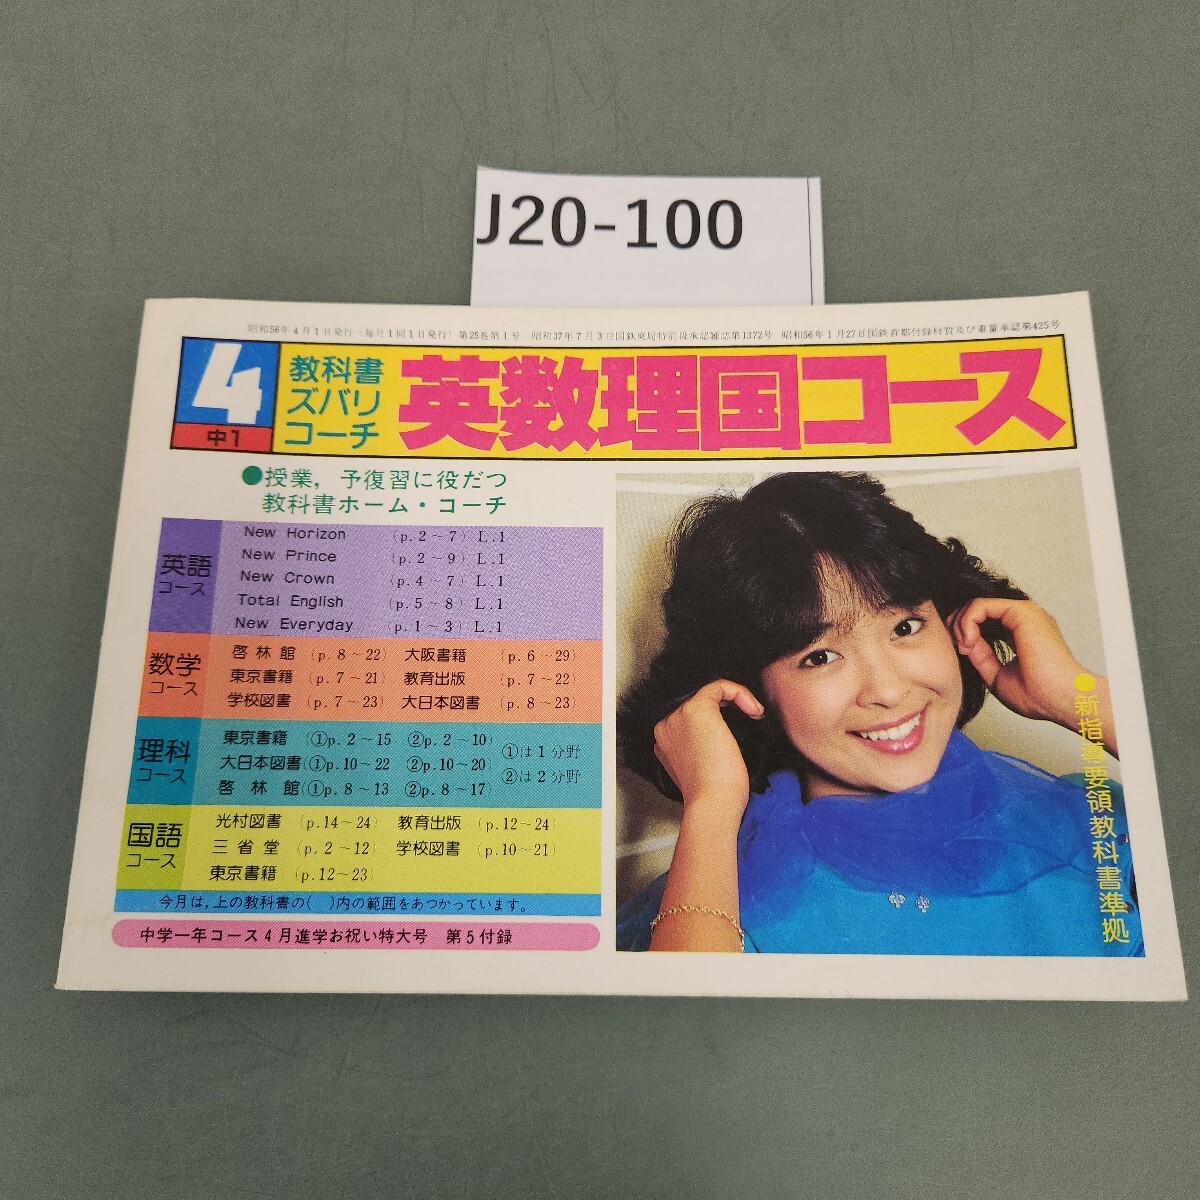 J20-100
昭和56年4月1日発行(毎月1回1日発行)第25巻第1号 昭和37年7月3日国鉄東局特別扱承認雑誌第1372号 昭和56年1月27日国鉄首都付録材質及び重量承認第425号
4
中1
教科書
ズバリ
コーチ
英数理国コース
●授業,予復習に役だつ
教科書ホーム・コーチ
英語
コース
New Horizon (p.2~7) L.1
New Prince (p.2~9) L.1
New Crown (p.4~7) L.1
Total English (p.5~8) L.1
New Everyday (p.1~3) L.1
数学
コース
啓林館 (p.8~22) 大阪書籍 (p.6~29)
東京書籍 (p.7~21) 教育出版 (p.7~22)
学校図書 (p.7~23) 大日本図書 (p.8~23)
理科
コース
東京書籍 (①p.2~15 ②p.2~10)
大日本図書(①p.10~22 ②p.10~20)
啓林館(①p.8~13 ②p.8~17)
①は1分野
②は2分野
国語
コース
光村図書 (p.14~24) 教育出版 (p.12~24)
三省堂 (p.2~12) 学校図書 (p.10~21)
東京書籍 (p.12~23)
今月は,上の教科書の( )内の範囲をあつかっています。
中学一年コース4月進学お祝い特大号 第5付録
●新指導要領教科書準拠